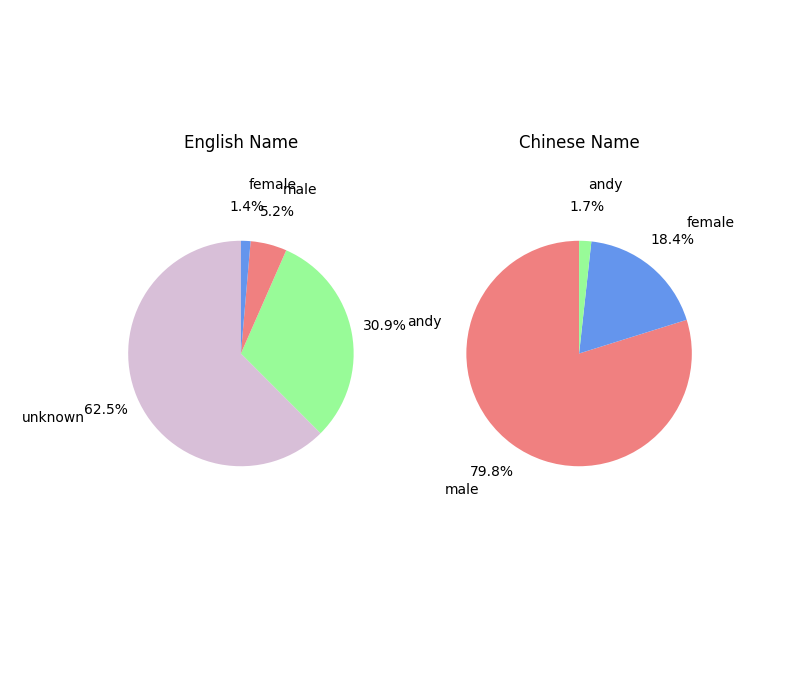 English Name
female
male
1.4%
5.2%
30.9%
andy
62.5%
unknown
Chinese Name
andy
1.7%
female
18.4%
79.8%
male